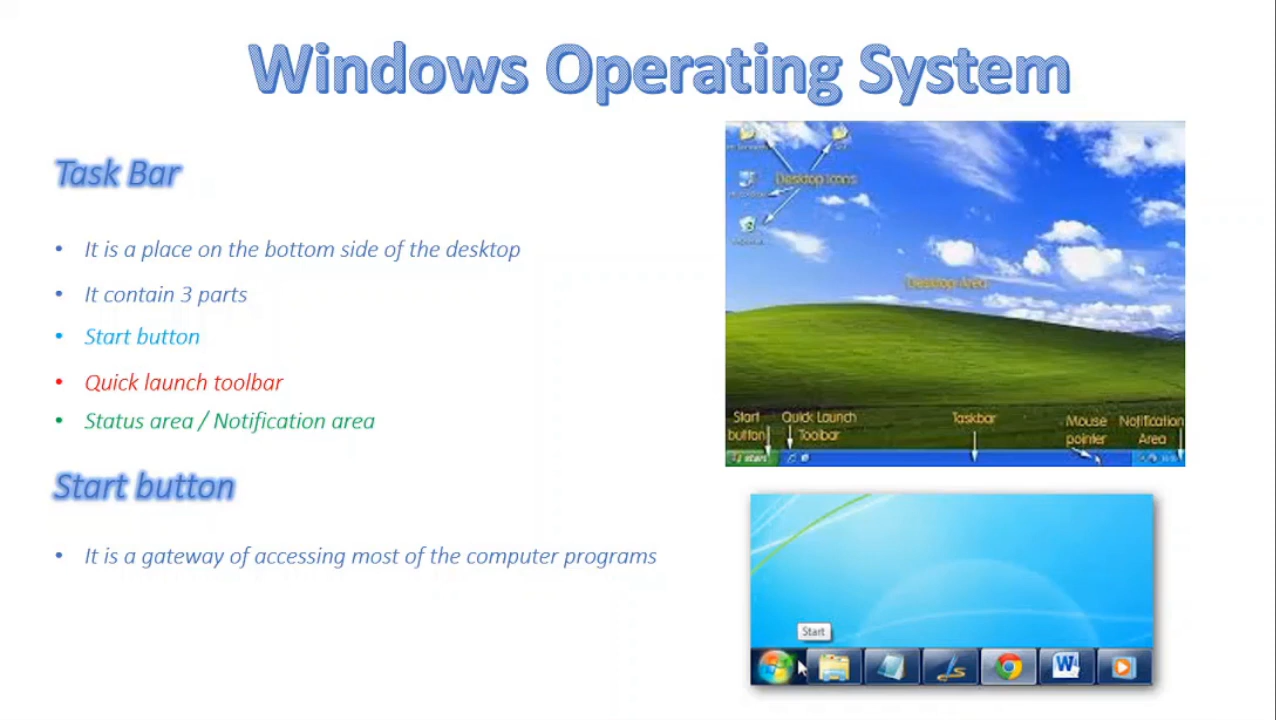 Windows Operating System
Task Bar
• It is a place on the bottom side of the desktop
• It contain 3 parts
• Start button
• Quick launch toolbar
• Status area / Notification area
Start button
• It is a gateway of accessing most of the computer programs
Desktop Icons
Desktop Area
Start button
Quick Launch Toolbar
Taskbar
Mouse pointer
Notification Area
start
Start